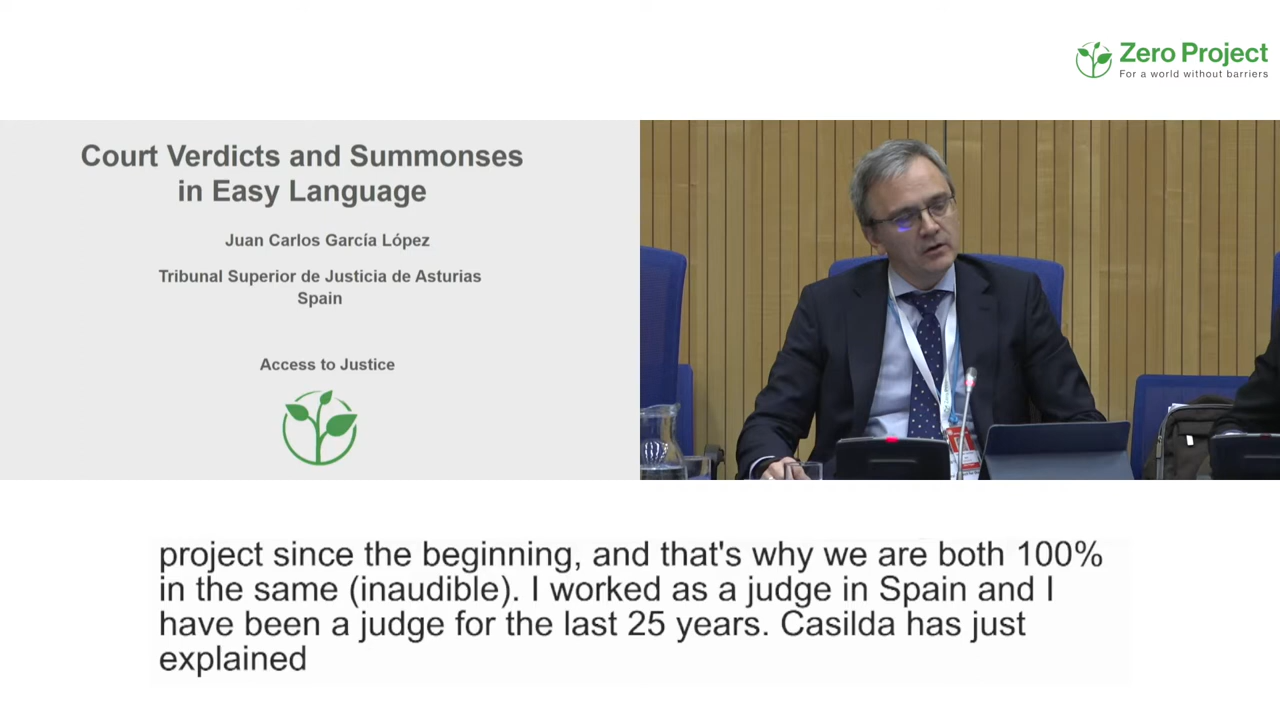 Zero Project
For a world without barriers
Court Verdicts and Summonses
in Easy Language
Juan Carlos García López
Tribunal Superior de Justicia de Asturias
Spain
Access to Justice
project since the beginning, and that's why we are both 100%
in the same (inaudible). I worked as a judge in Spain and I
have been a judge for the last 25 years. Casilda has just
explained